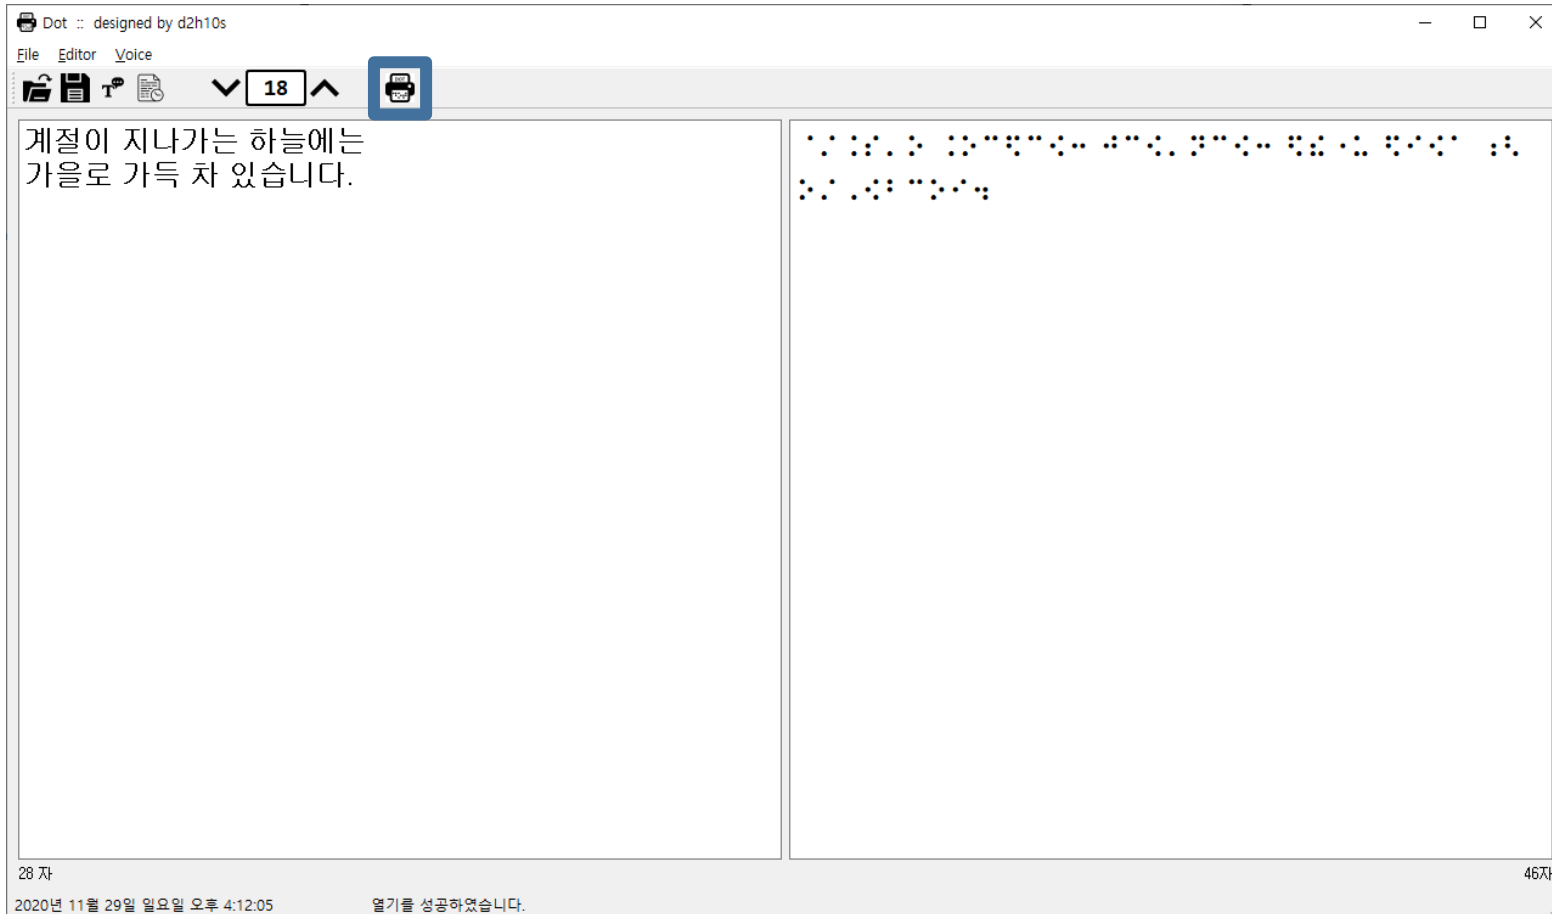 Dot :: designed by d2h10s
File Editor Voice
18
계절이 지나가는 하늘에는
가을로 가득 차 있습니다.
28 자
46자
2020년 11월 29일 일요일 오후 4:12:05
열기를 성공하였습니다.